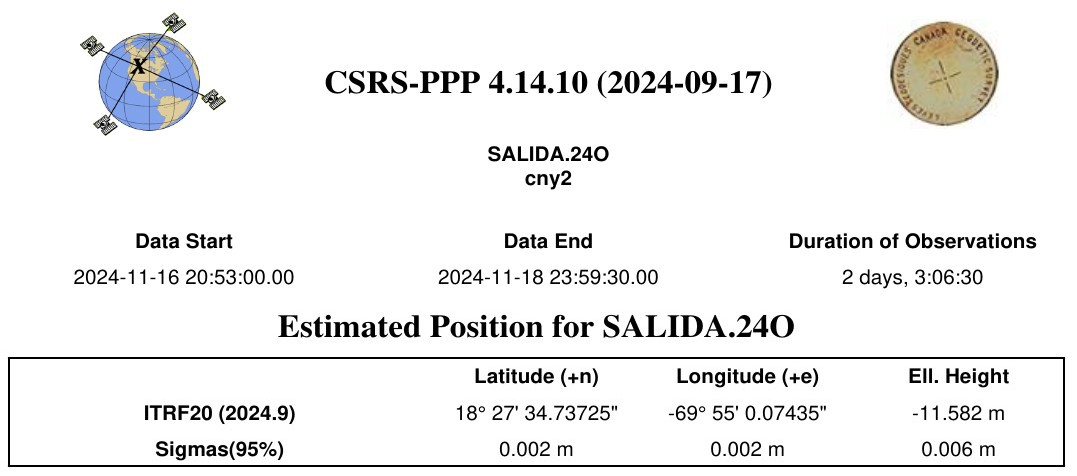 X
LEVES GEODESIQUES CANADA GEODETIC SURVEY
CSRS-PPP 4.14.10 (2024-09-17)
SALIDA.24O
cny2
Data Start Data End Duration of Observations
2024-11-16 20:53:00.00 2024-11-18 23:59:30.00 2 days, 3:06:30
Estimated Position for SALIDA.24O
Latitude (+n) Longitude (+e) Ell. Height
ITRF20 (2024.9) 18° 27' 34.73725" -69° 55' 0.07435" -11.582 m
Sigmas(95%) 0.002 m 0.002 m 0.006 m